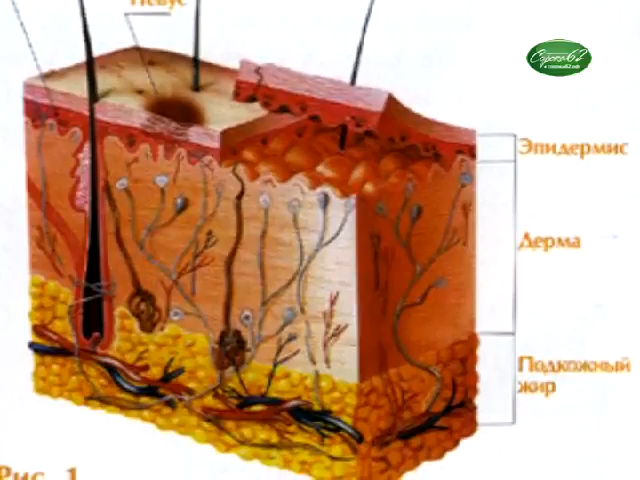 Невус
Эпидермис
Дерма
Подкожный
жир
Рис. 1